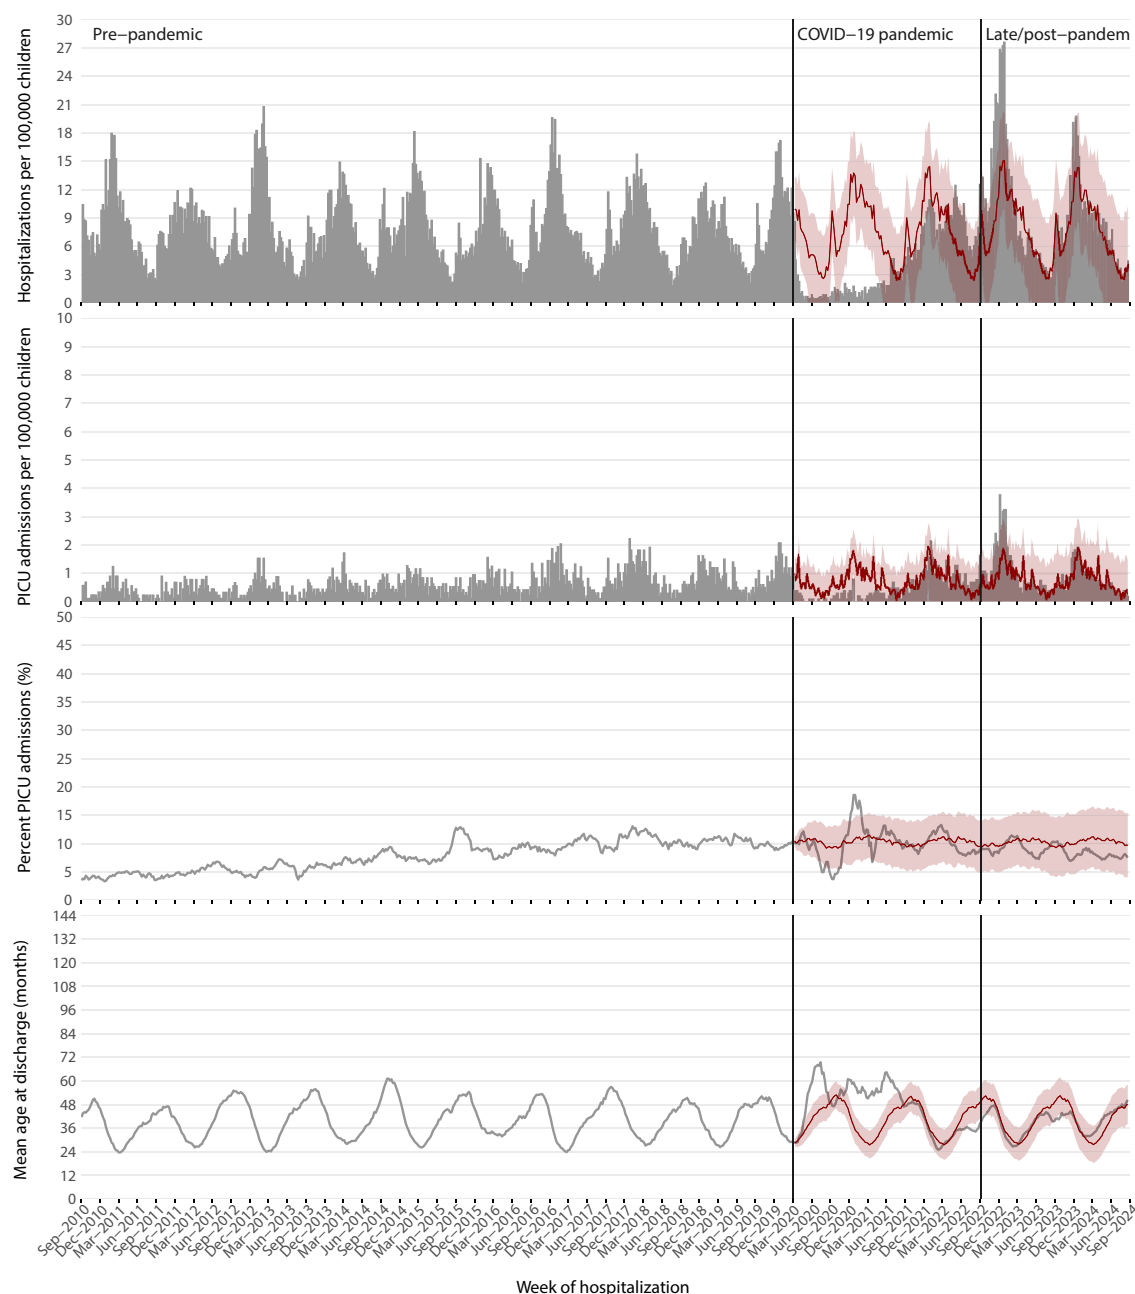 Pre−pandemic
COVID−19 pandemic
Late/post−pandem
Hospitalizations per 100,000 children
30
27
24
21
18
15
12
9
6
3
0
PICU admissions per 100,000 children
10
9
8
7
6
5
4
3
2
1
0
Percent PICU admissions (%)
50
45
40
35
30
25
20
15
10
5
0
Mean age at discharge (months)
144
132
120
108
96
84
72
60
48
36
24
12
0
Sep−2010
Dec−2010
Mar−2011
Jun−2011
Sep−2011
Dec−2011
Mar−2012
Jun−2012
Sep−2012
Dec−2012
Mar−2013
Jun−2013
Sep−2013
Dec−2013
Mar−2014
Jun−2014
Sep−2014
Dec−2014
Mar−2015
Jun−2015
Sep−2015
Dec−2015
Mar−2016
Jun−2016
Sep−2016
Dec−2016
Mar−2017
Jun−2017
Sep−2017
Dec−2017
Mar−2018
Jun−2018
Sep−2018
Dec−2018
Mar−2019
Jun−2019
Sep−2019
Dec−2019
Mar−2020
Jun−2020
Sep−2020
Dec−2020
Mar−2021
Jun−2021
Sep−2021
Dec−2021
Mar−2022
Jun−2022
Sep−2022
Dec−2022
Mar−2023
Jun−2023
Sep−2023
Dec−2023
Mar−2024
Jun−2024
Sep−2024
Week of hospitalization